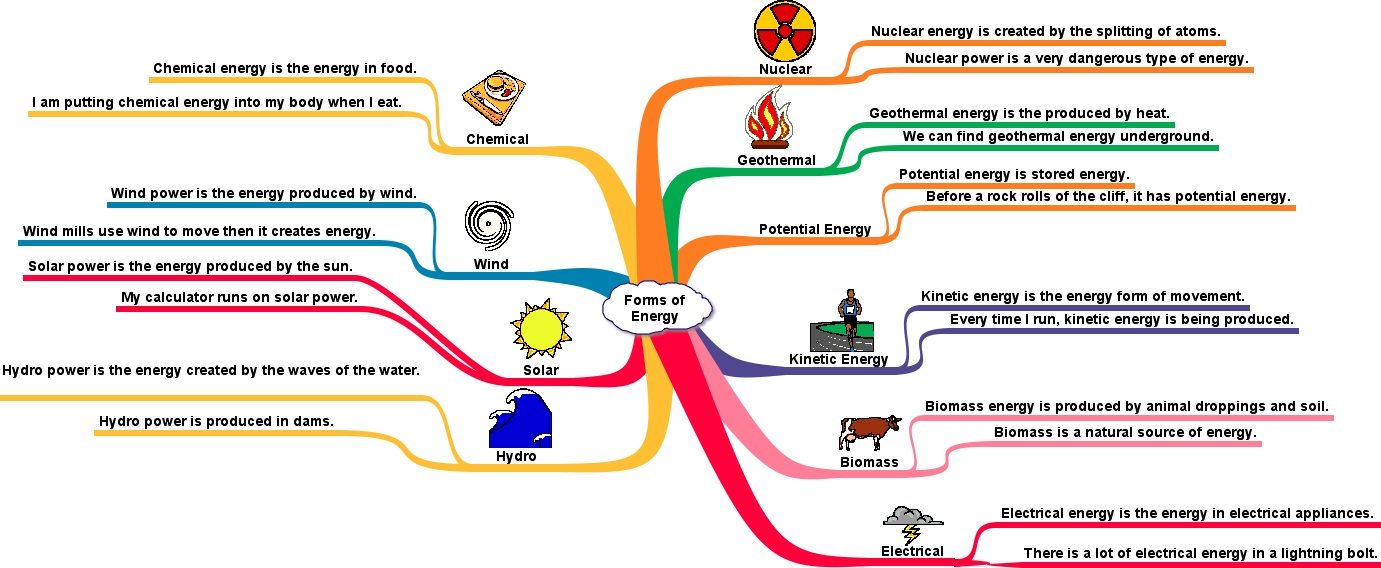 Forms of
Energy
Nuclear
Nuclear energy is created by the splitting of atoms.
Nuclear power is a very dangerous type of energy.
Geothermal
Geothermal energy is the produced by heat.
We can find geothermal energy underground.
Potential Energy
Potential energy is stored energy.
Before a rock rolls of the cliff, it has potential energy.
Kinetic Energy
Kinetic energy is the energy form of movement.
Every time I run, kinetic energy is being produced.
Biomass
Biomass energy is produced by animal droppings and soil.
Biomass is a natural source of energy.
Electrical
Electrical energy is the energy in electrical appliances.
There is a lot of electrical energy in a lightning bolt.
Chemical
Chemical energy is the energy in food.
I am putting chemical energy into my body when I eat.
Wind
Wind power is the energy produced by wind.
Wind mills use wind to move then it creates energy.
Solar
Solar power is the energy produced by the sun.
My calculator runs on solar power.
Hydro
Hydro power is the energy created by the waves of the water.
Hydro power is produced in dams.